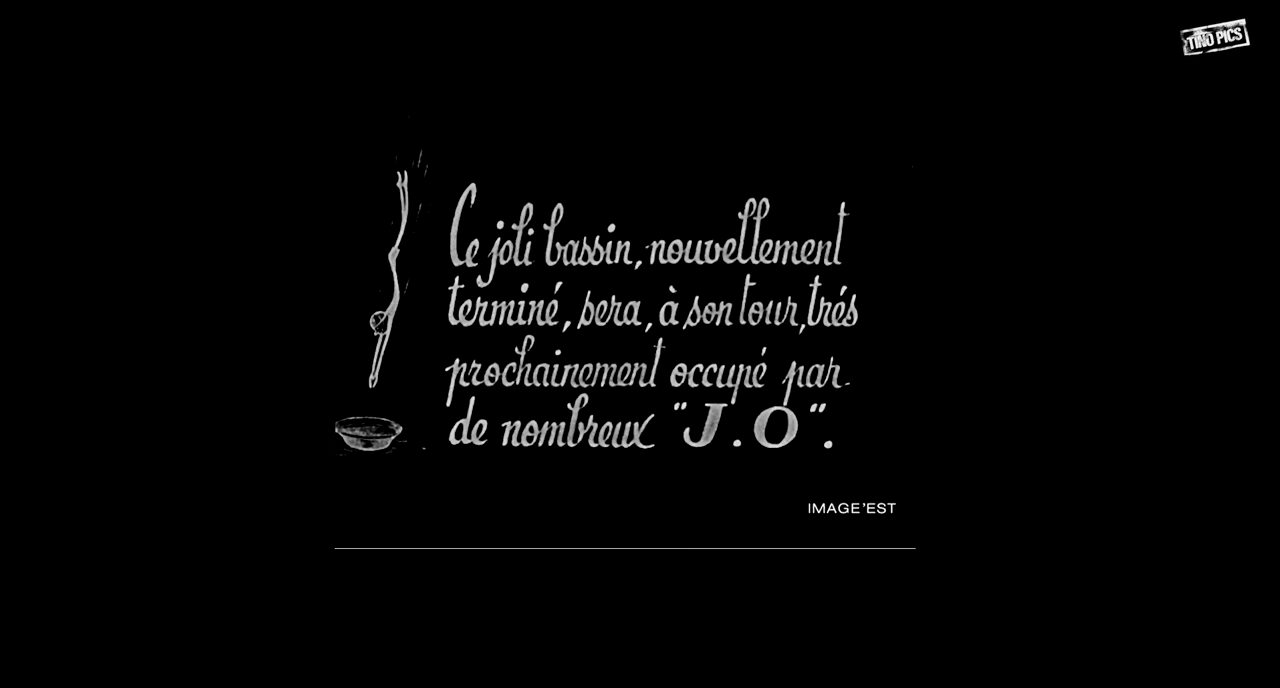 TINO PICS
Ce joli bassin, nouvellement
terminé, sera, à son tour, trés
prochainement occupé par
de nombreux "J.O".
IMAGE'EST